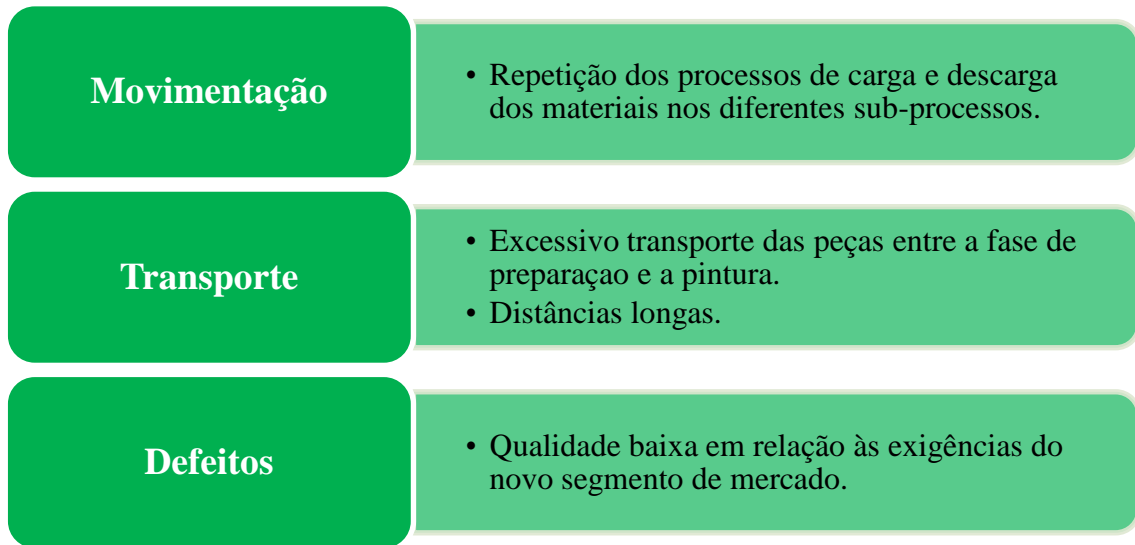 Movimentação
• Repetição dos processos de carga e descarga
dos materiais nos diferentes sub-processos.
Transporte
• Excessivo transporte das peças entre a fase de
preparaçao e a pintura.
• Distâncias longas.
Defeitos
• Qualidade baixa em relação às exigências do
novo segmento de mercado.